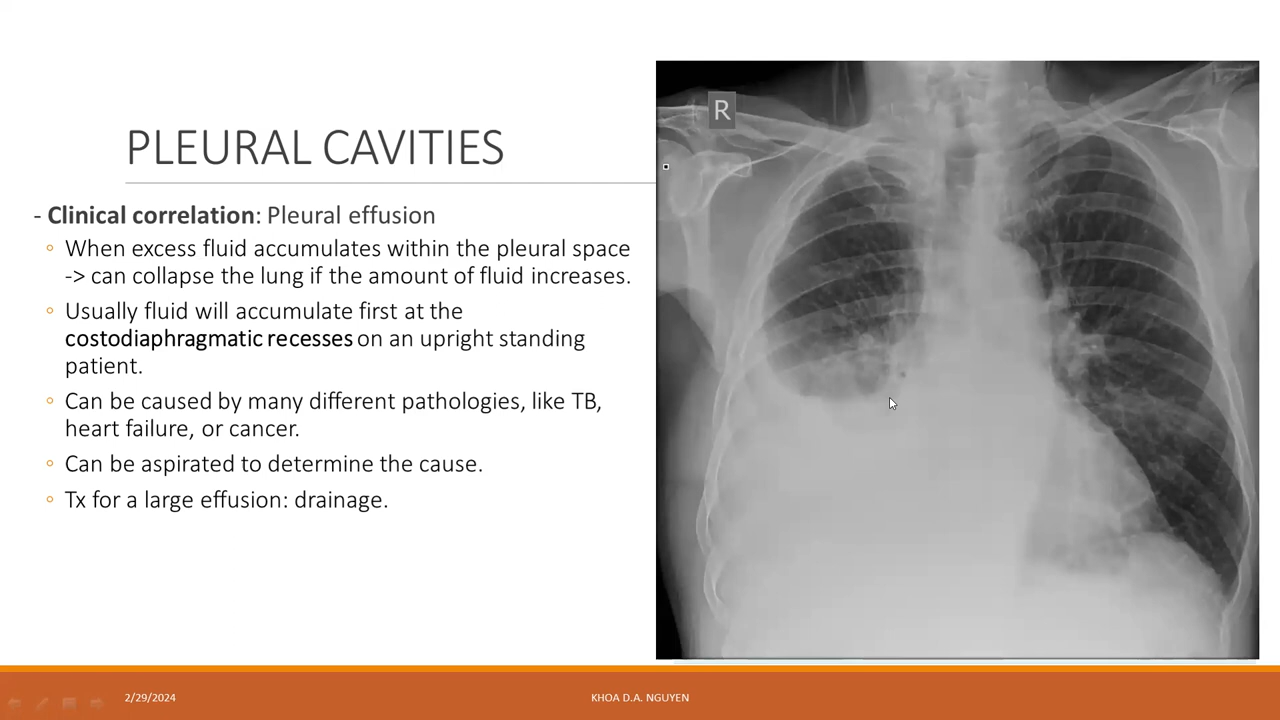 PLEURAL CAVITIES
- Clinical correlation: Pleural effusion
◦ When excess fluid accumulates within the pleural space
-> can collapse the lung if the amount of fluid increases.
◦ Usually fluid will accumulate first at the
costodiaphragmatic recesses on an upright standing
patient.
◦ Can be caused by many different pathologies, like TB,
heart failure, or cancer.
◦ Can be aspirated to determine the cause.
◦ Tx for a large effusion: drainage.
R
2/29/2024
KHOA D.A. NGUYEN